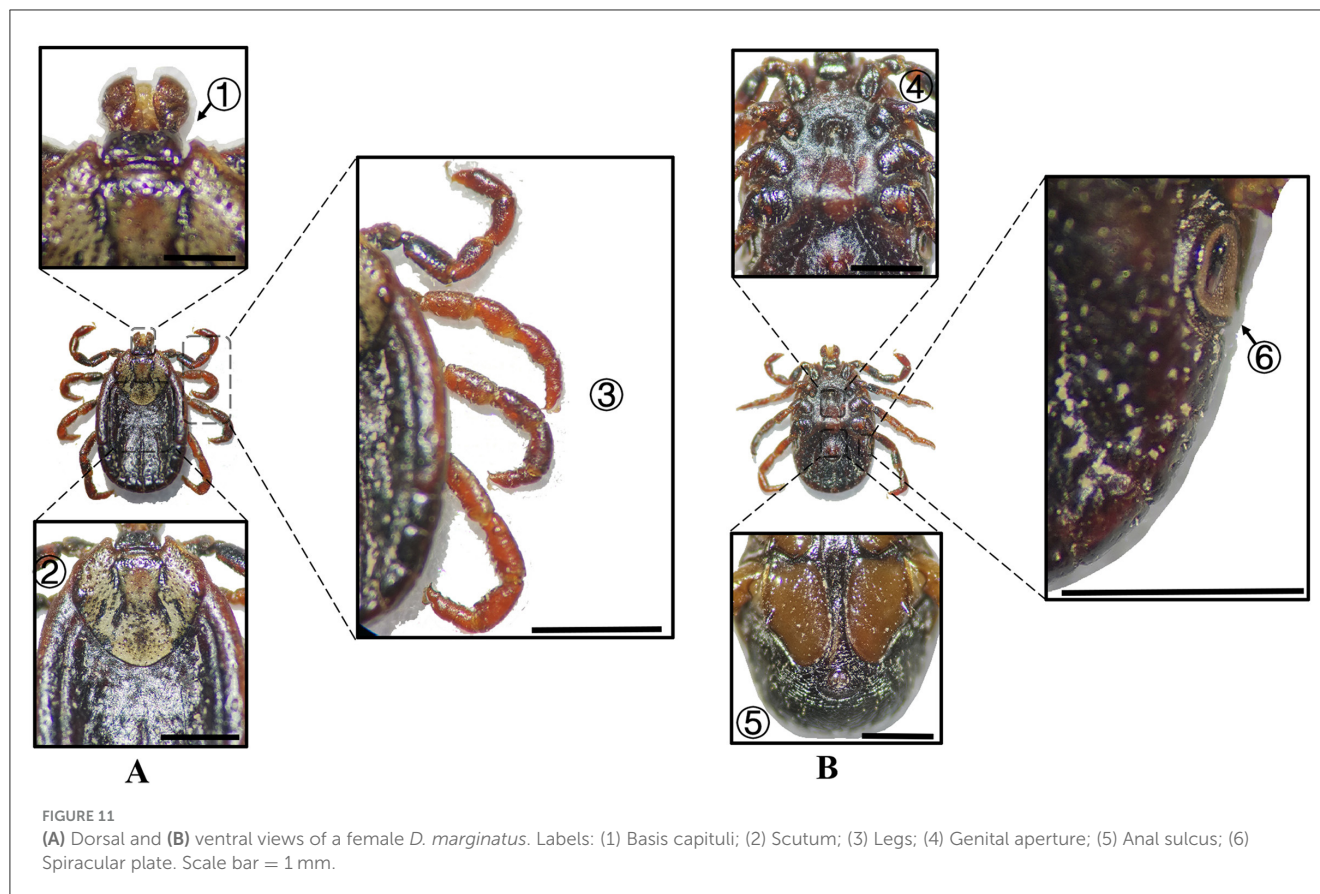 ①
④
③
⑥
②
⑤
A
B
FIGURE 11
(A) Dorsal and (B) ventral views of a female D. marginatus. Labels: (1) Basis capituli; (2) Scutum; (3) Legs; (4) Genital aperture; (5) Anal sulcus; (6)
Spiracular plate. Scale bar = 1 mm.